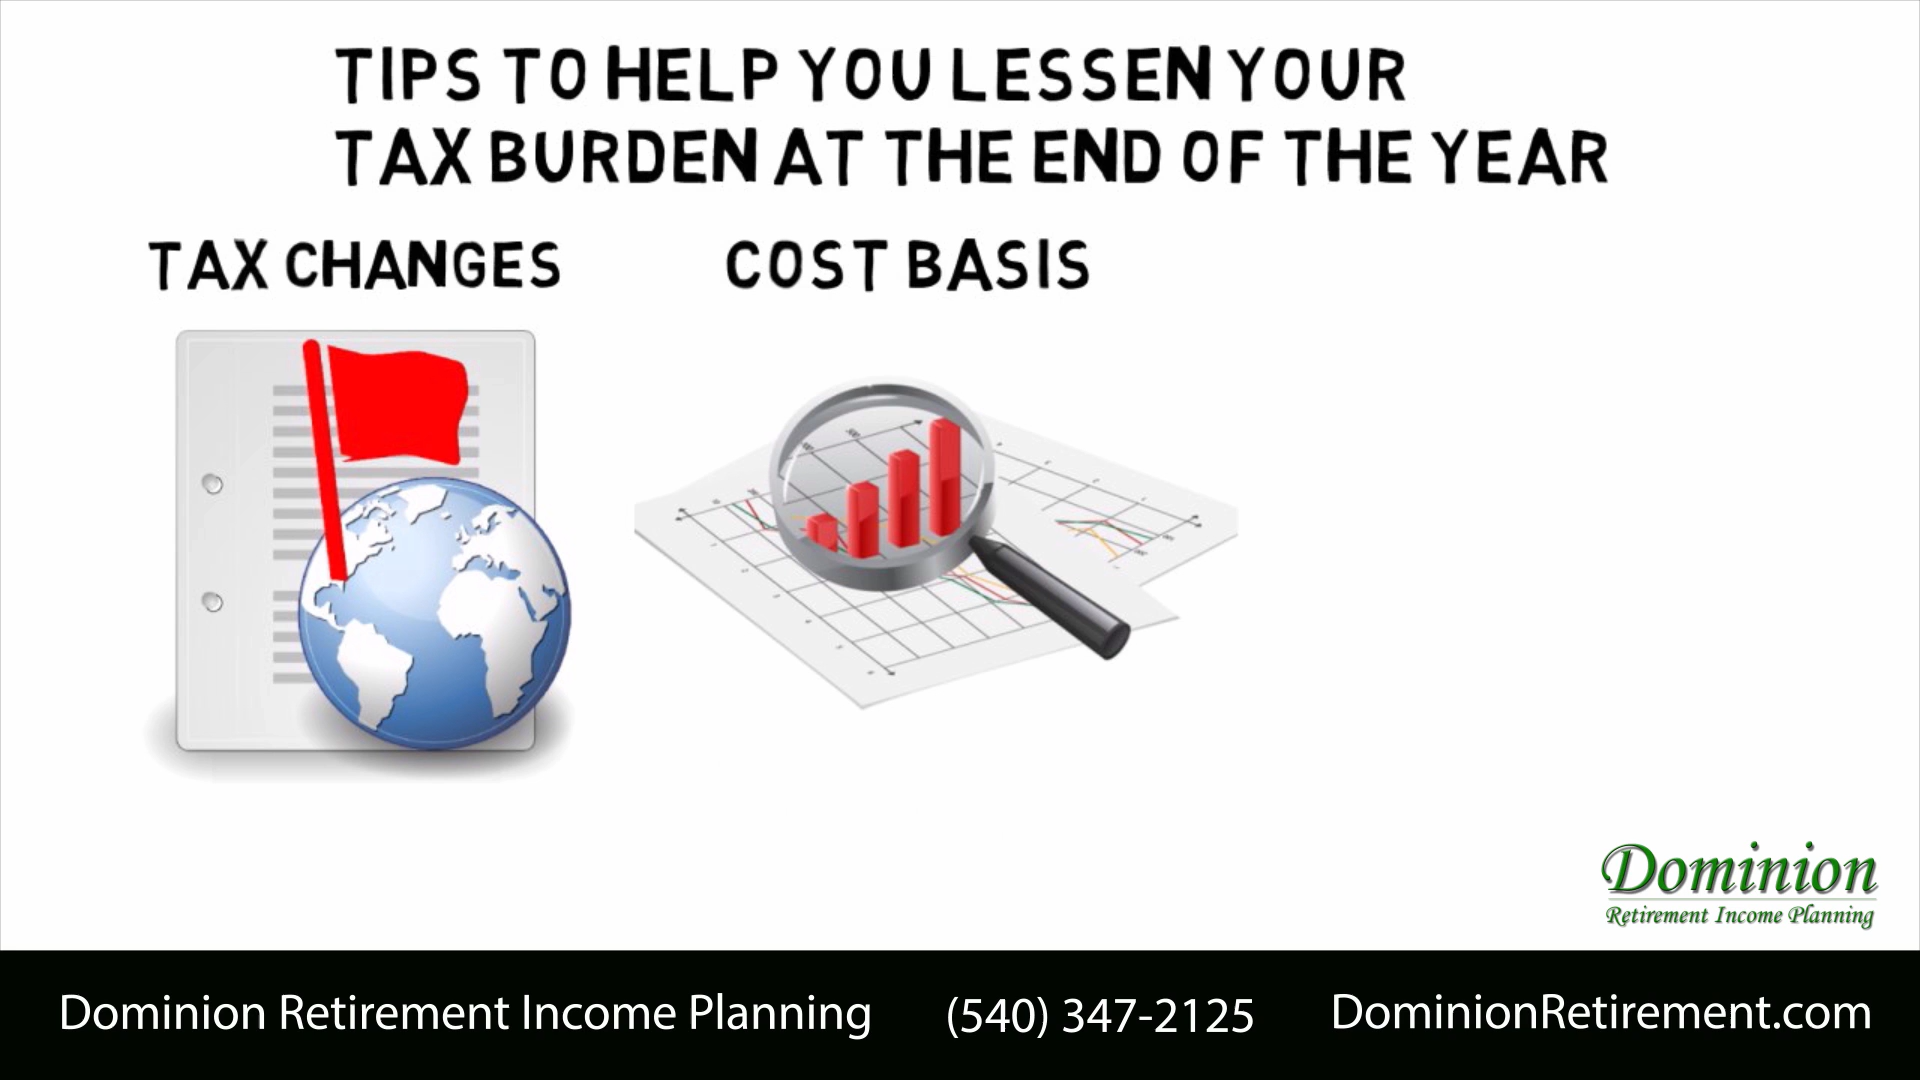 TIPS TO HELP YOU LESSEN YOUR
TAX BURDEN AT THE END OF THE YEAR
TAX CHANGES
COST BASIS
Dominion
Retirement Income Planning
Dominion Retirement Income Planning
(540) 347-2125
DominionRetirement.com